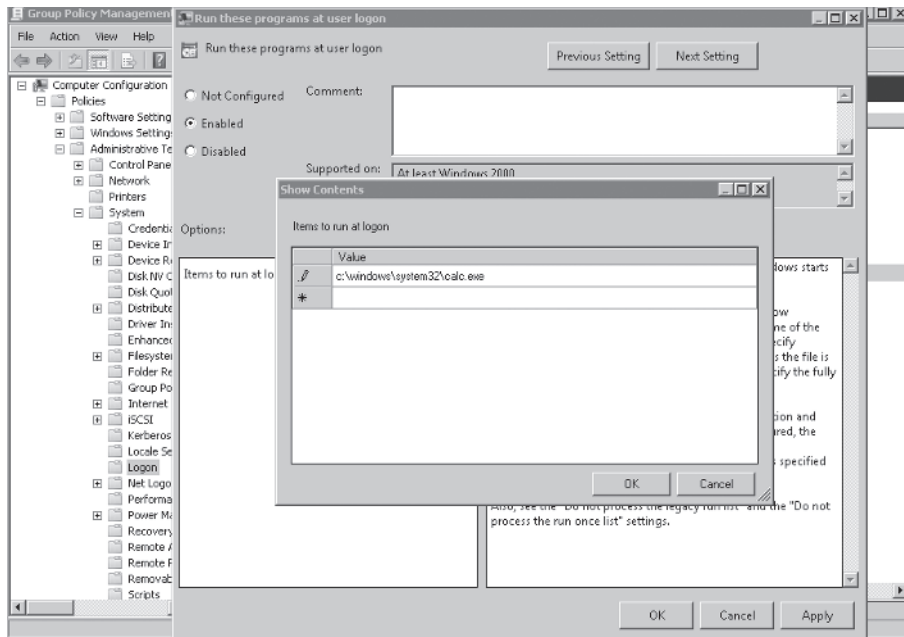 Group Policy Management
Run these programs at user logon
File Action View Help
Run these programs at user logon
Previous Setting
Next Setting
Computer Configuration
Policies
Software Setting
Windows Setting
Administrative Te
Control Pane
Network
Printers
System
Credentia
Device In
Device Re
Disk NV C
Disk Quot
Distribute
Driver In
Enhanced
Filesyste
Folder Re
Group Po
Internet
iSCSI
Kerberos
Locale Se
Logon
Net Logo
Performa
Power Ma
Recovery
Remote A
Remote P
Removab
Scripts
Not Configured
Enabled
Disabled
Comment:
Supported on:
At least Windows 2000
Options:
Items to run at lo
Show Contents
Items to run at logon
Value
c:\windows\system32\calc.exe
OK
Cancel
dows starts
ow
me of the
ecify
s the file is
cify the fully
tion and
ured, the
s specified
Also, see the "Do not process the legacy run list" and the "Do not
process the run once list" settings.
OK
Cancel
Apply